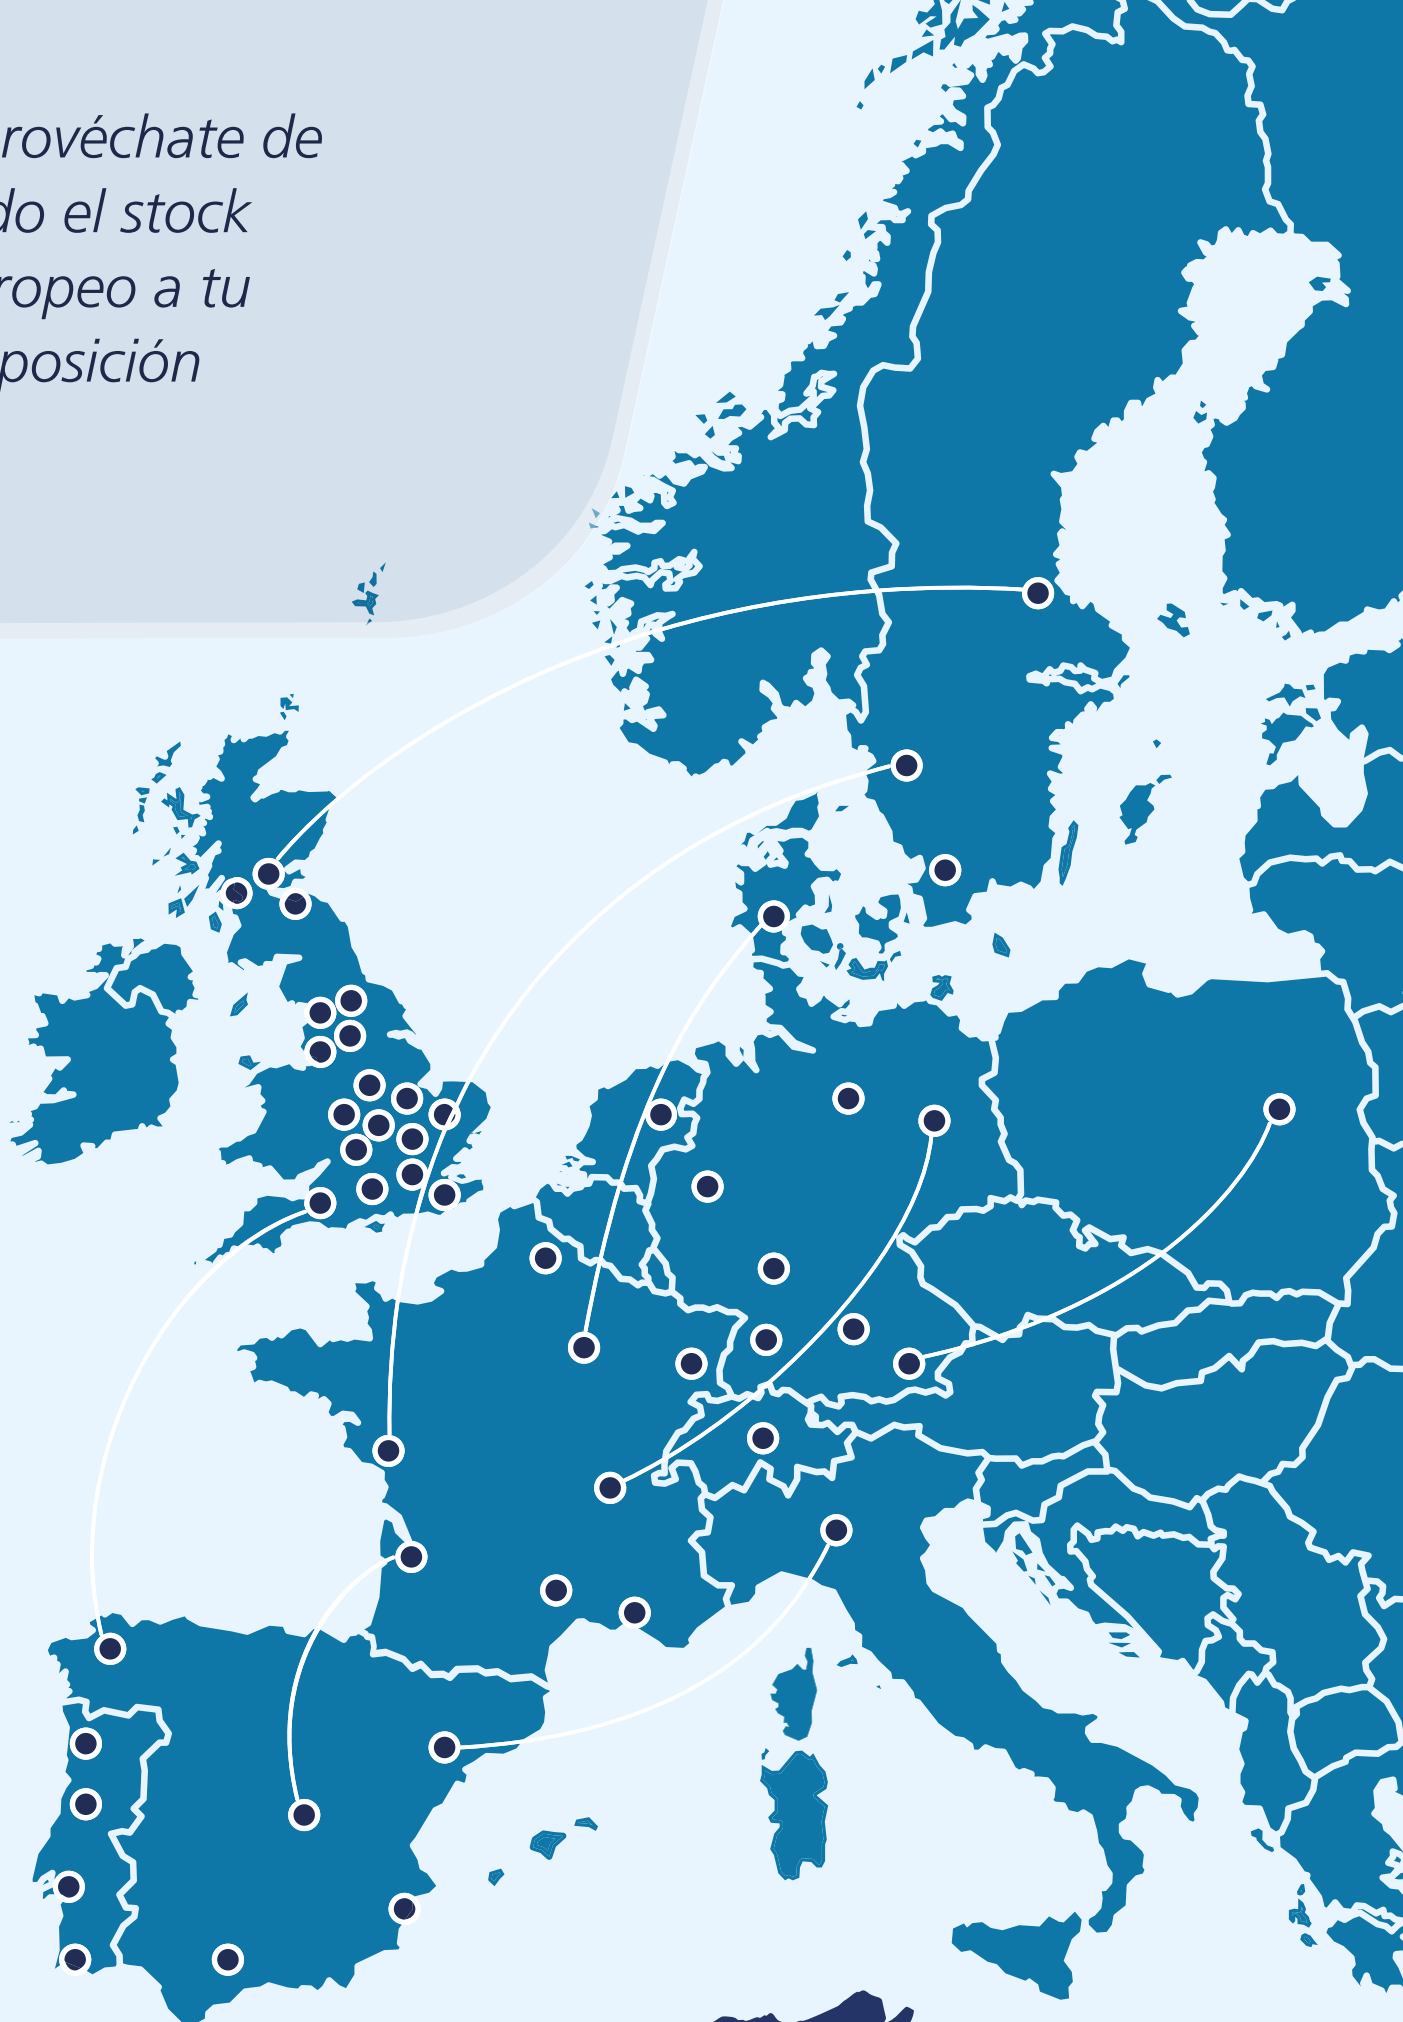 rovéchate de
do el stock
ropeo a tu
posición